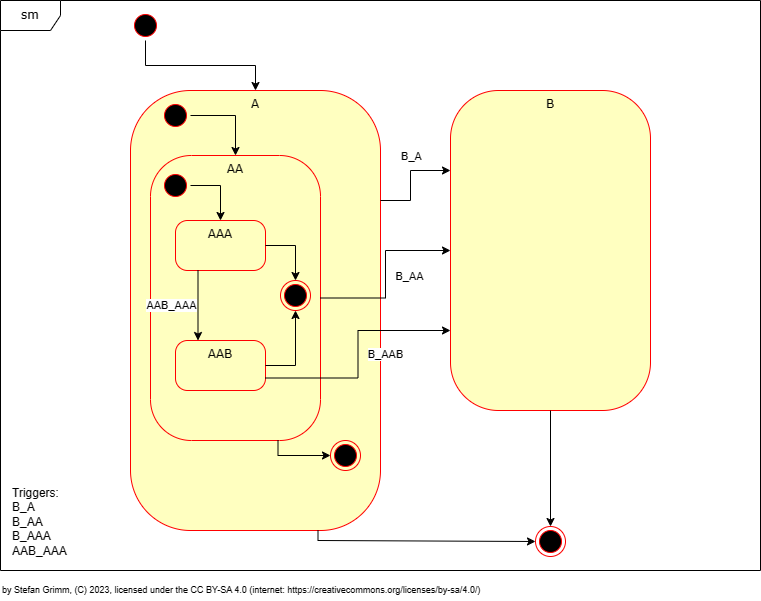 sm
A
B
AA
B_A
AAA
B_AA
AAB_AAA
AAB
B_AAB
Triggers:
B_A
B_AA
B_AAA
AAB_AAA
by Stefan Grimm, (C) 2023, licensed under the CC BY-SA 4.0 (internet: https://creativecommons.org/licenses/by-sa/4.0/)